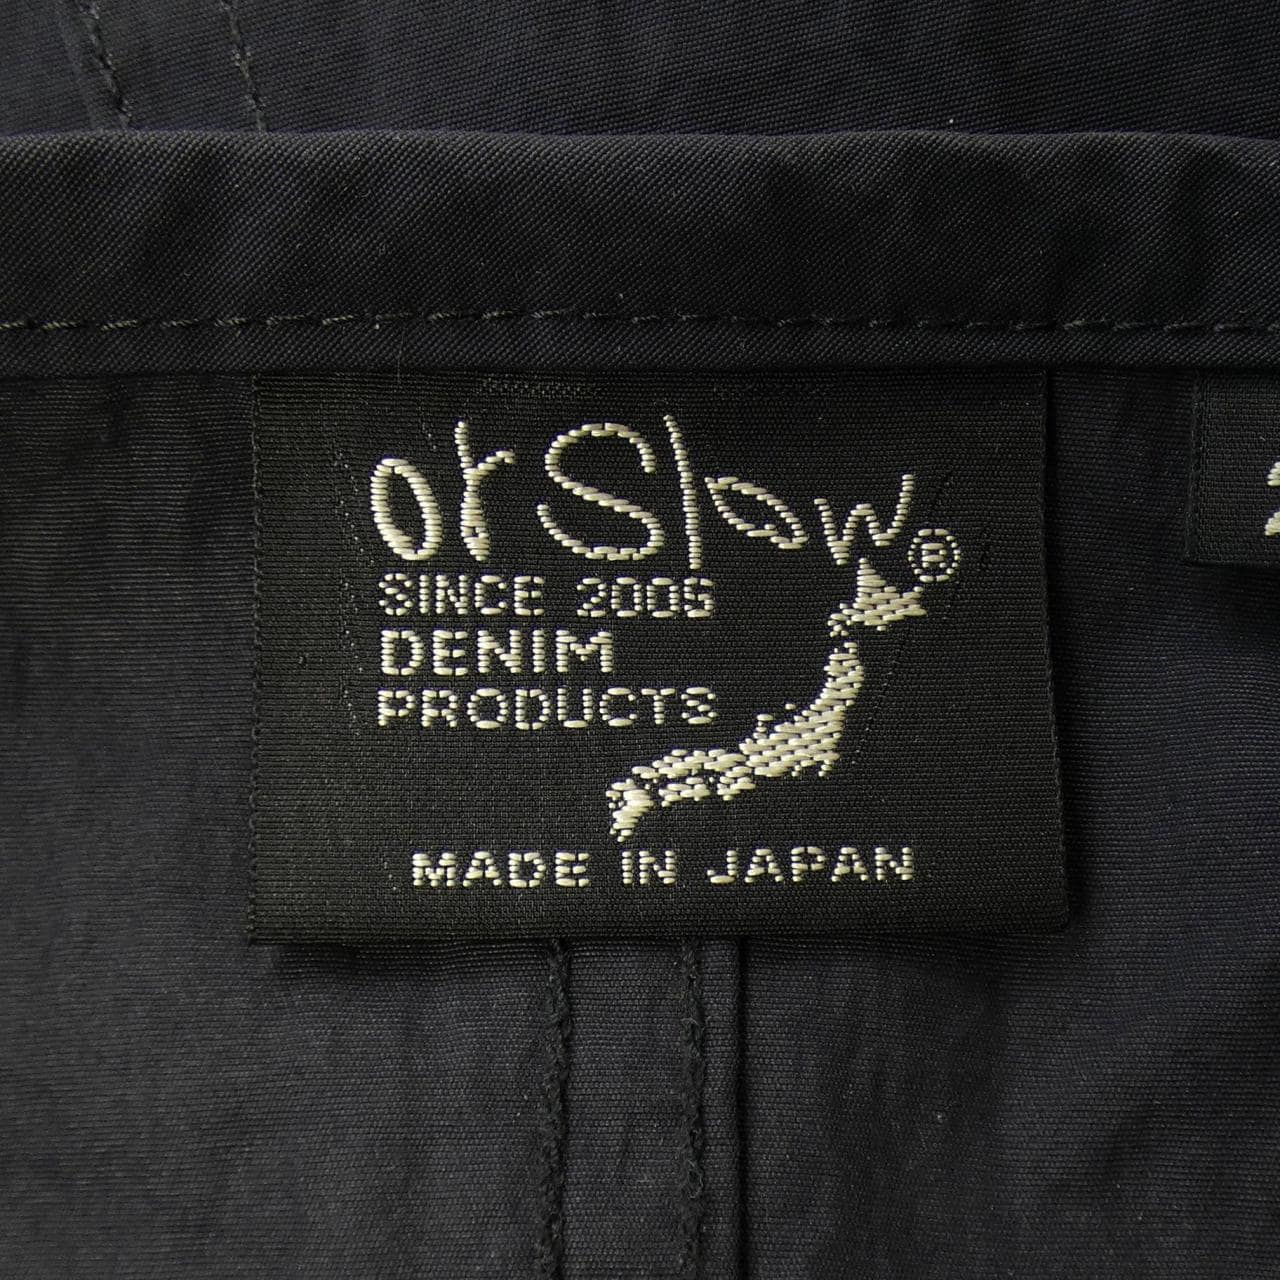 orslow®
SINCE 2005
DENIM
PRODUCTS
MADE IN JAPAN